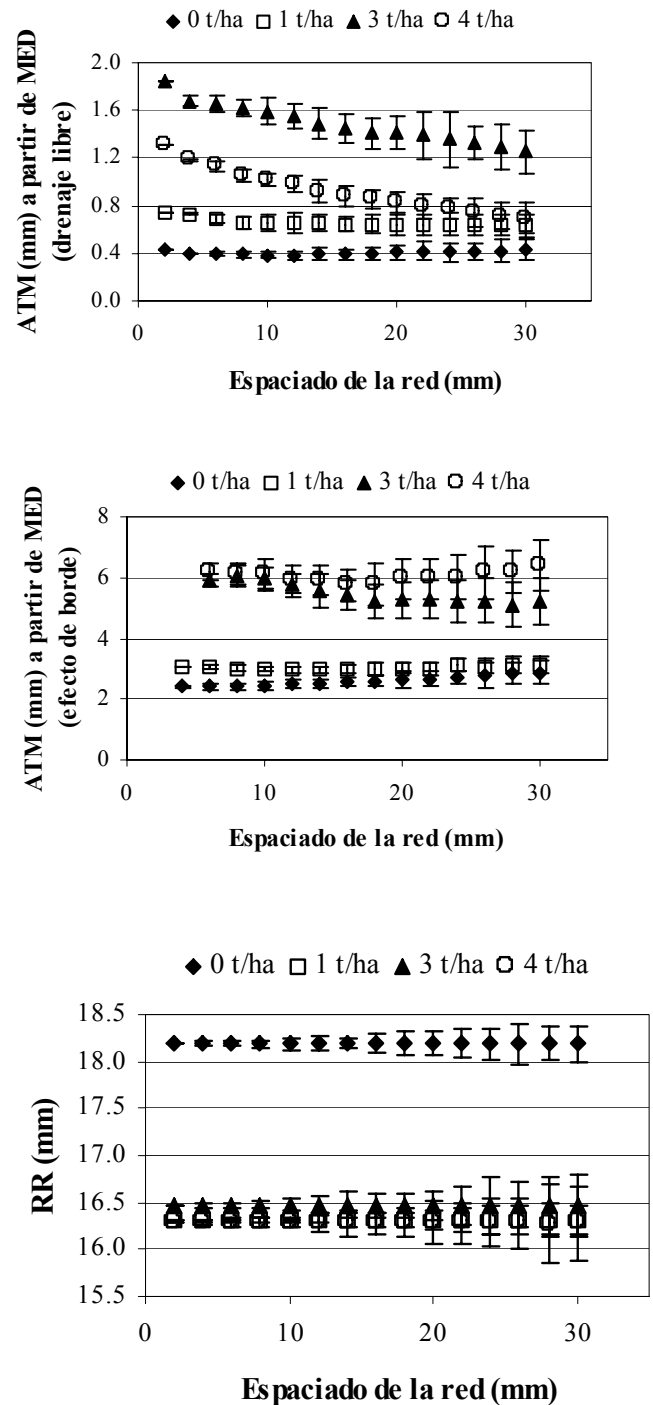 ◆ 0 t/ha □ 1 t/ha ▲ 3 t/ha O 4 t/ha
2.0
1.6
1.2
0.8
0.4
0.0
ATM (mm) a partir de MED
(drenaje libre)
0 10 20 30
Espaciado de la red (mm)
◆ 0 t/ha □ 1 t/ha ▲ 3 t/ha O 4 t/ha
8
6
4
2
0
ATM (mm) a partir de MED
(efecto de borde)
0 10 20 30
Espaciado de la red (mm)
◆ 0 t/ha □ 1 t/ha ▲ 3 t/ha O 4 t/ha
18.5
18.0
17.5
17.0
16.5
16.0
15.5
RR (mm)
0 10 20 30
Espaciado de la red (mm)